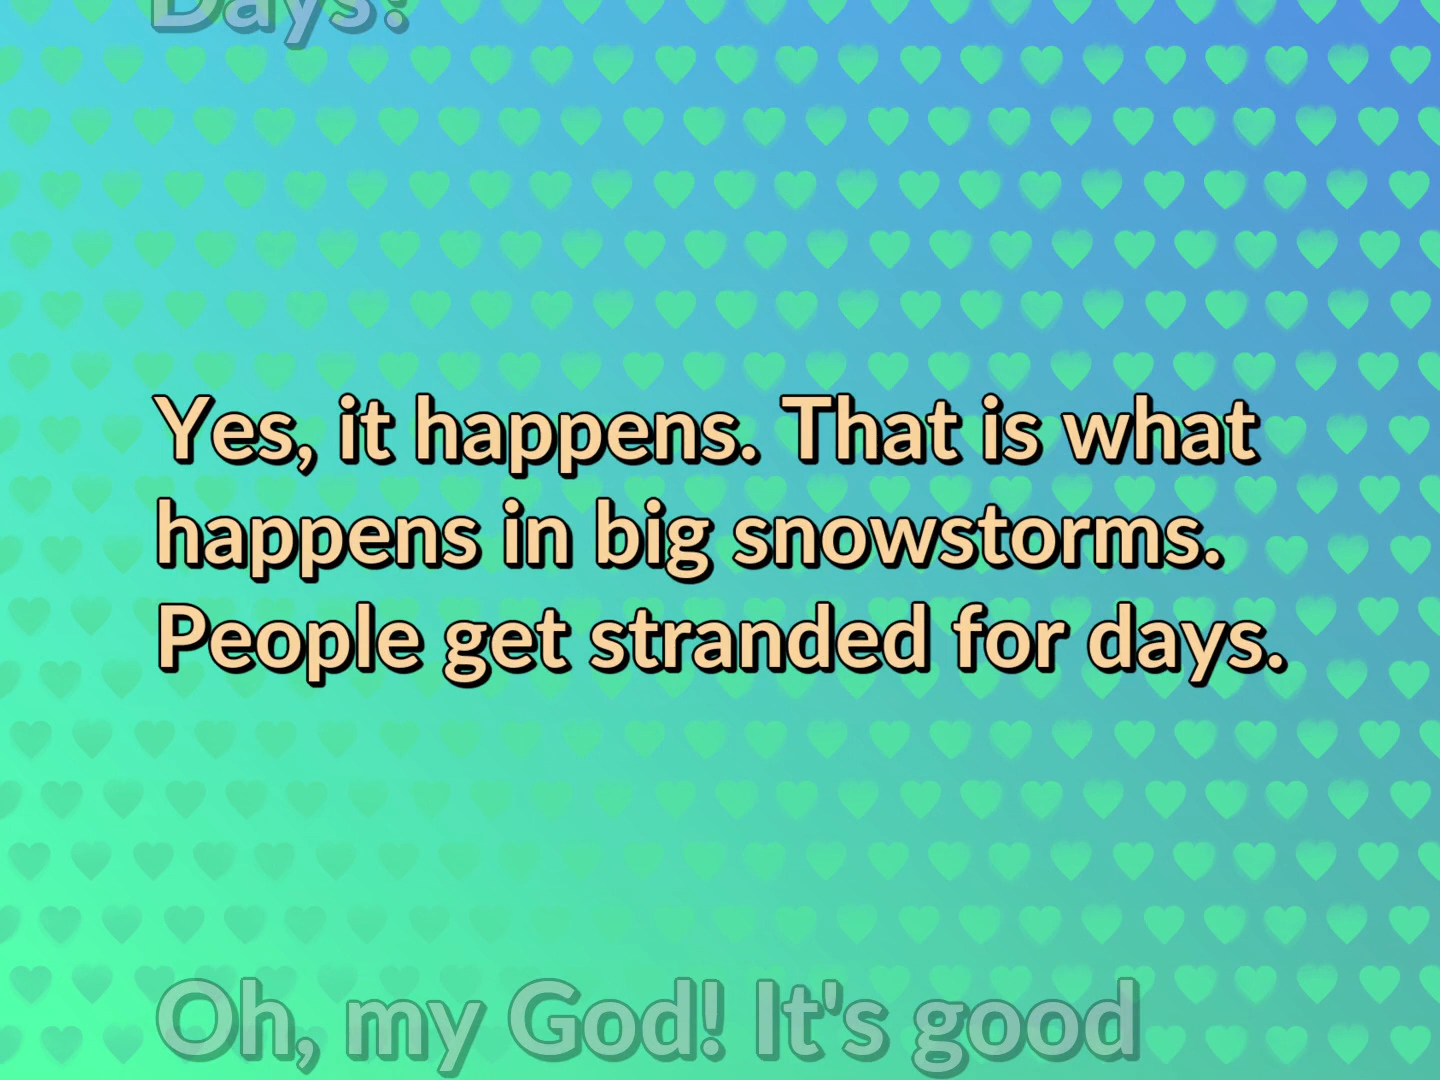 Days?
Yes, it happens. That is what
happens in big snowstorms.
People get stranded for days.
Oh, my God! It's good